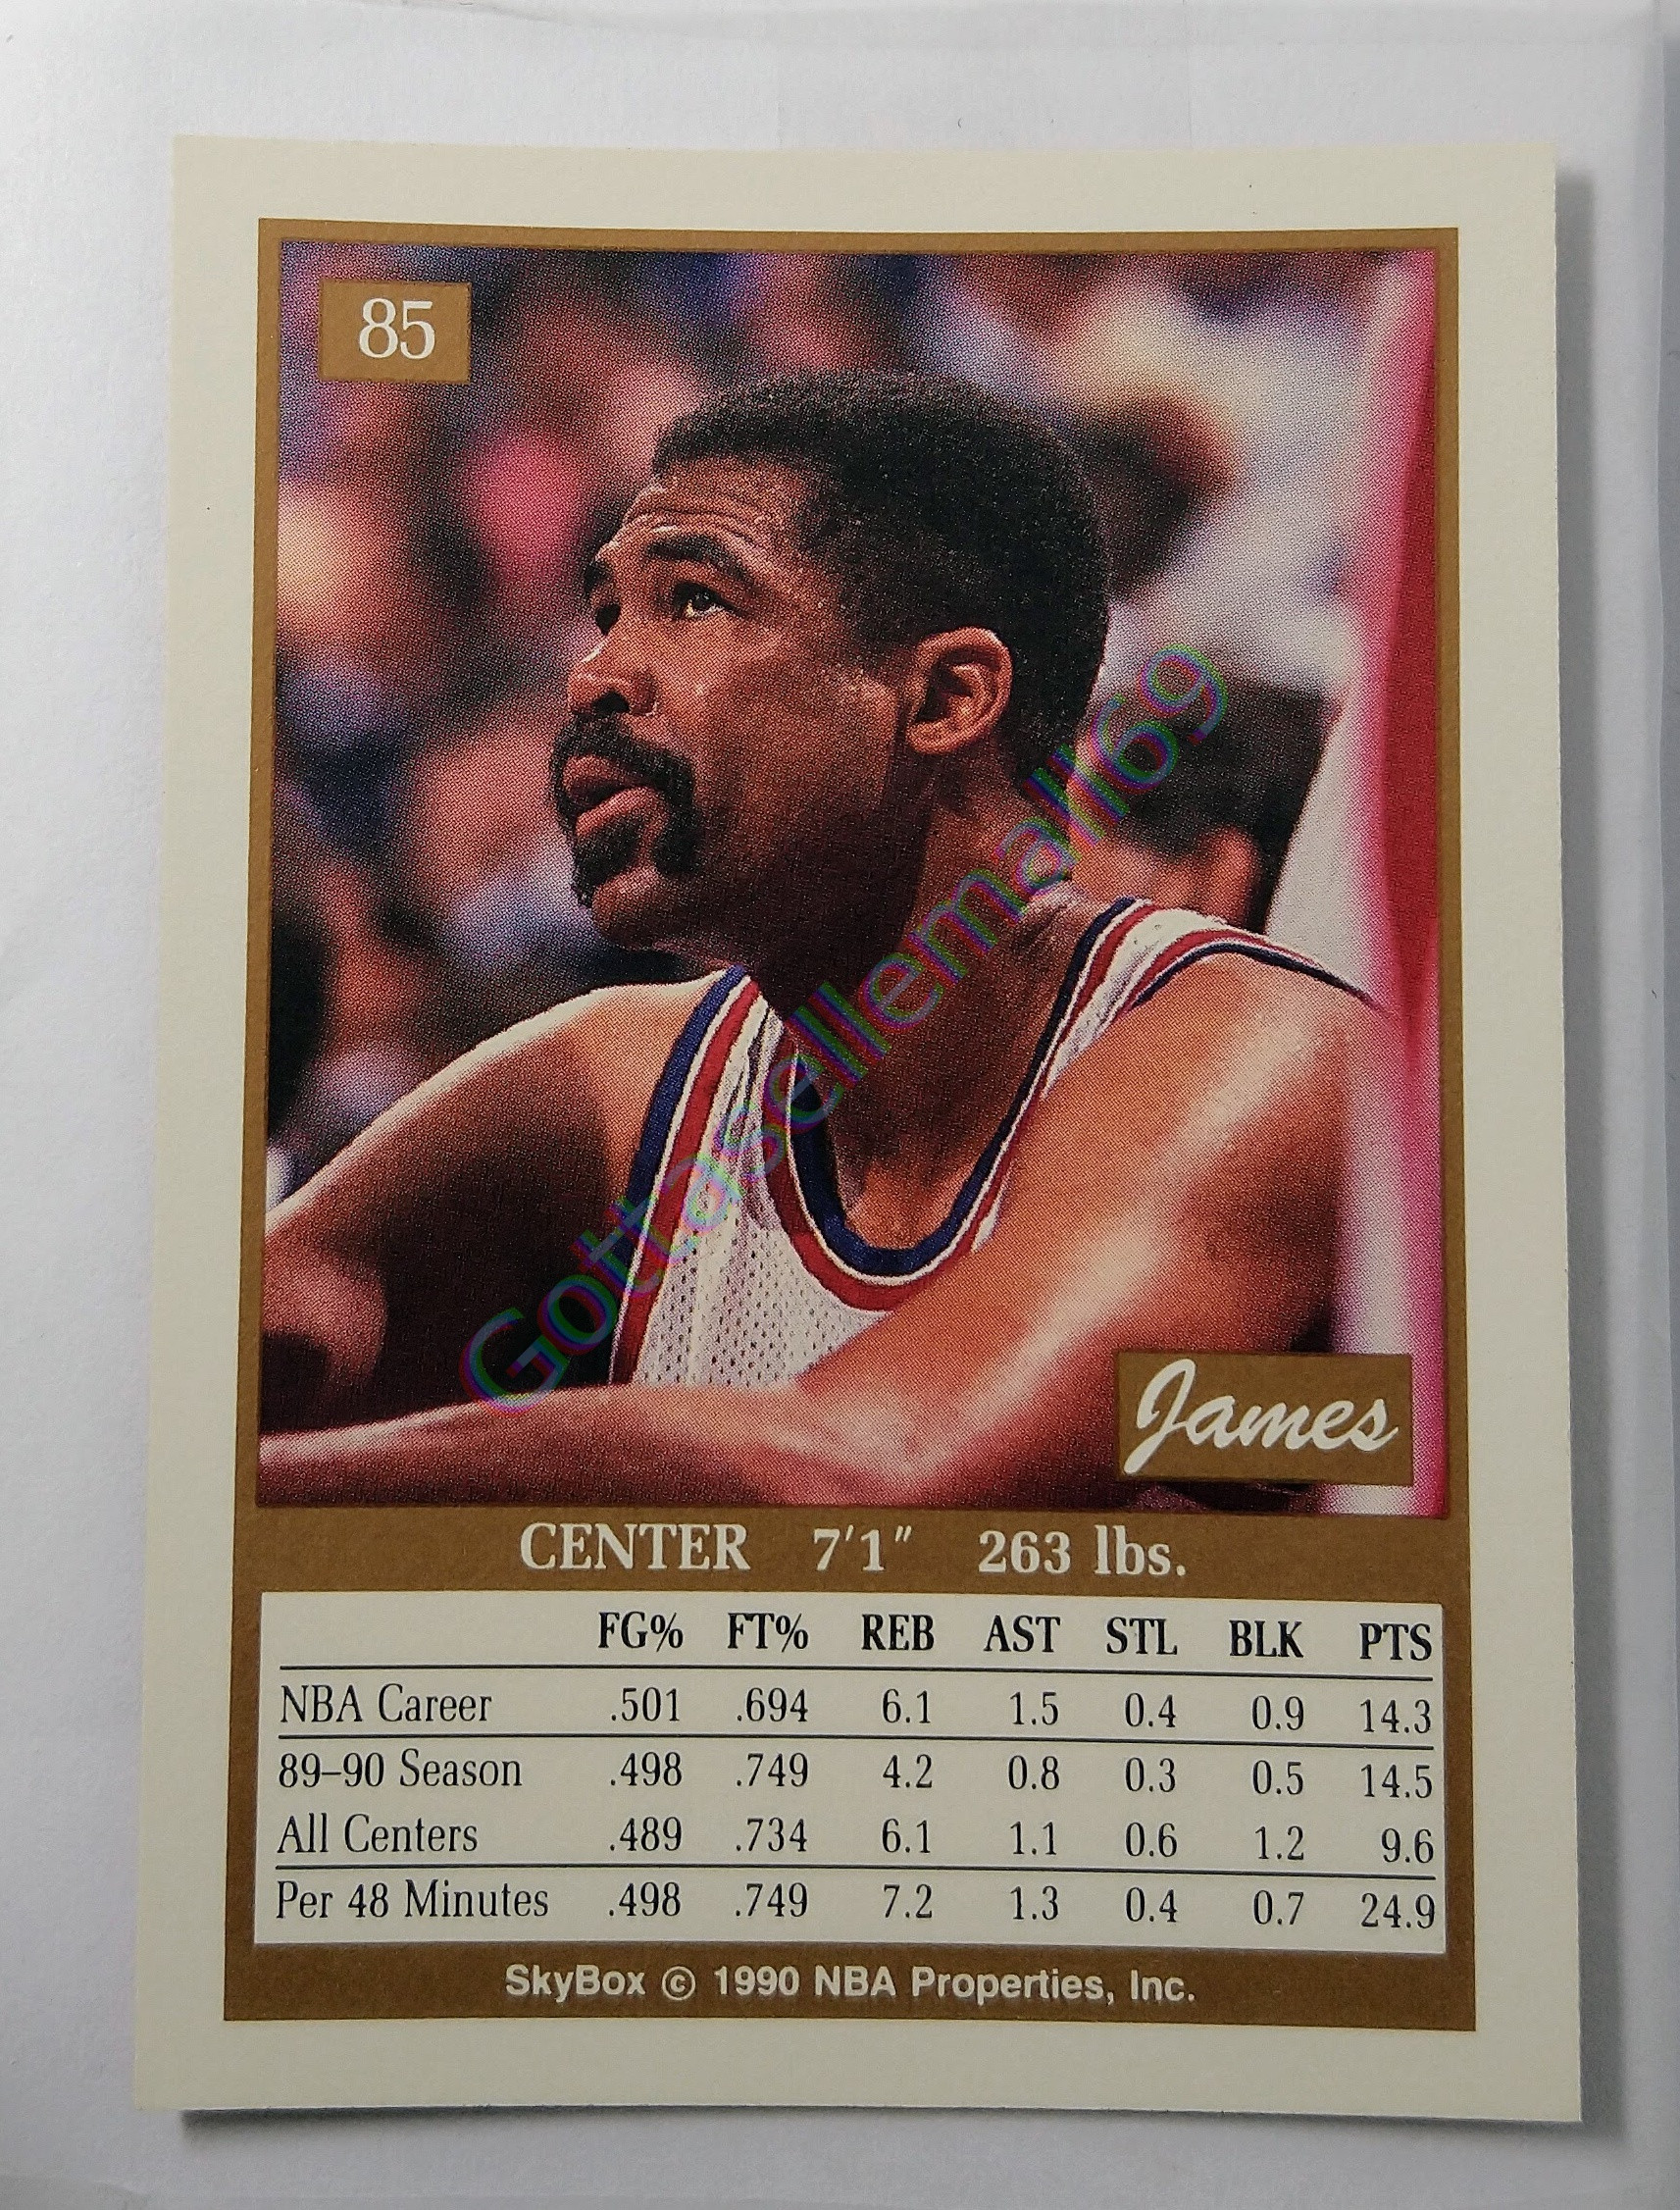 85
Gottasellemall69
James
CENTER 7'1" 263 lbs.
FG% FT% REB AST STL BLK PTS
NBA Career .501 .694 6.1 1.5 0.4 0.9 14.3
89–90 Season .498 .749 4.2 0.8 0.3 0.5 14.5
All Centers .489 .734 6.1 1.1 0.6 1.2 9.6
Per 48 Minutes .498 .749 7.2 1.3 0.4 0.7 24.9
SkyBox © 1990 NBA Properties, Inc.